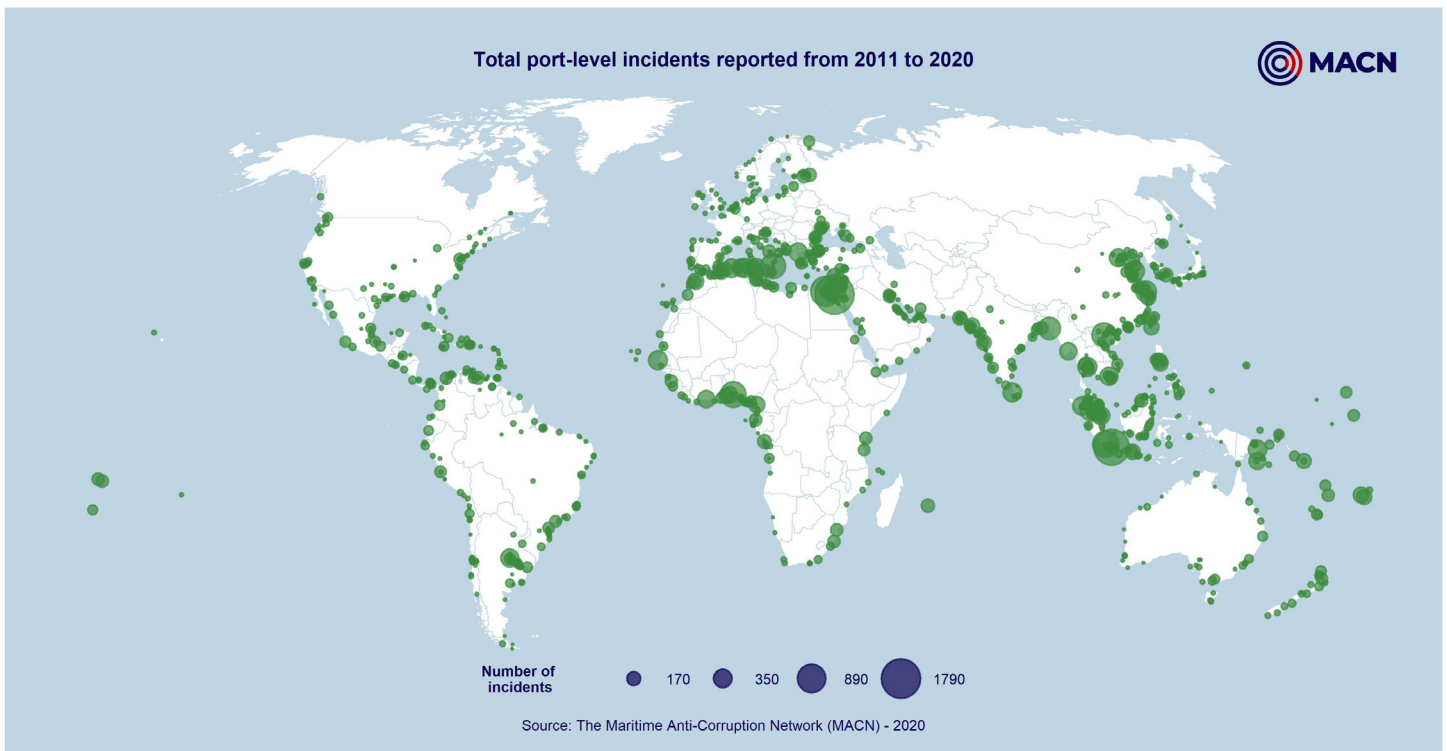 Total port-level incidents reported from 2011 to 2020
MACN
Number of
incidents
170
350
890
1790
Source: The Maritime Anti-Corruption Network (MACN) - 2020